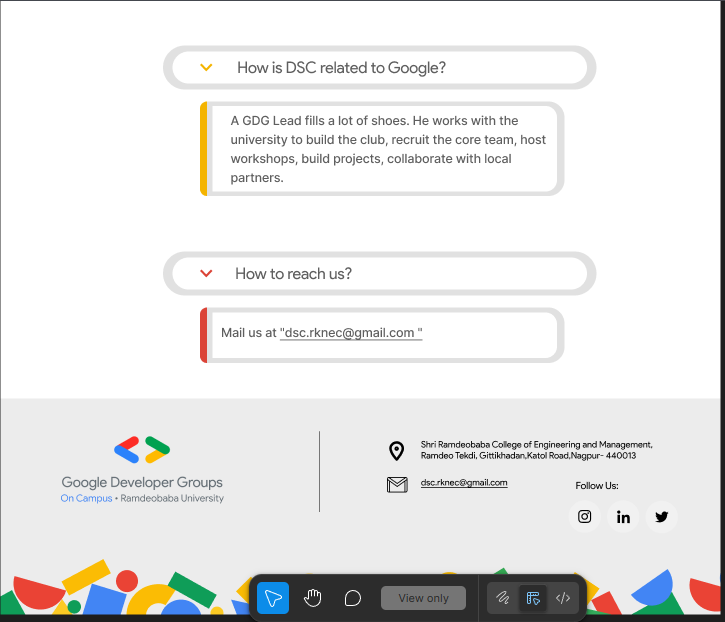 How is DSC related to Google?
A GDG Lead fills a lot of shoes. He works with the
university to build the club, recruit the core team, host
workshops, build projects, collaborate with local
partners.
How to reach us?
Mail us at "dsc.rknec@gmail.com "
Google Developer Groups
On Campus • Ramdeobaba University
Shri Ramdeobaba College of Engineering and Management,
Ramdeo Tekdi, Gittikhadan,Katol Road,Nagpur- 440013
dsc.rknec@gmail.com
Follow Us:
in
View only